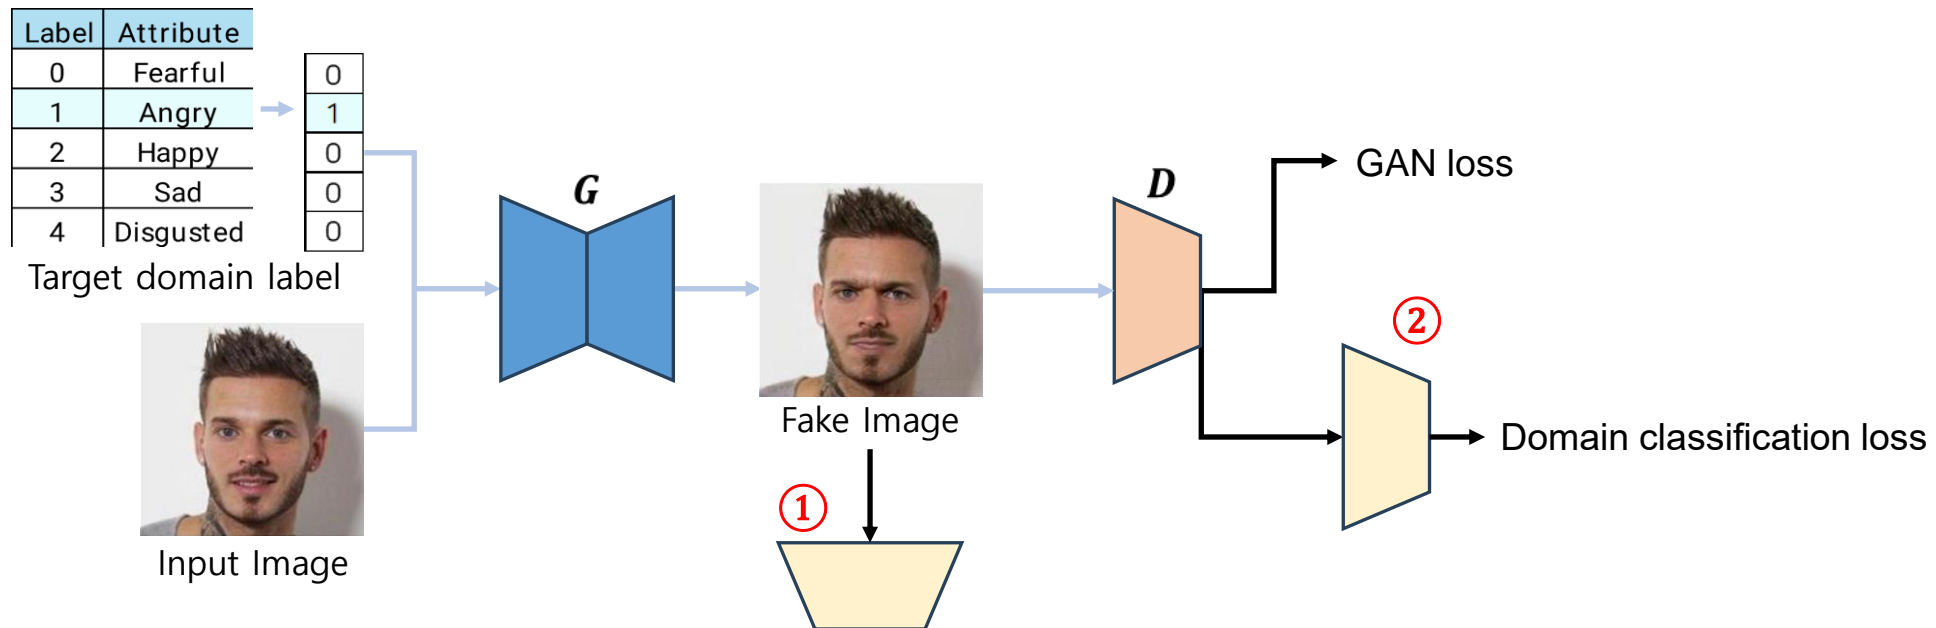 Label Attribute
0 Fearful
1 Angry
2 Happy
3 Sad
4 Disgusted
0
1
0
0
0
Target domain label
Input Image
G
Fake Image
①
D
GAN loss
②
Domain classification loss